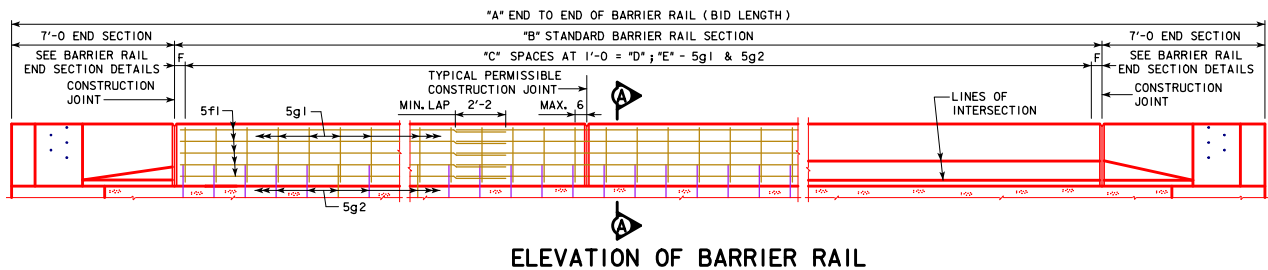 "A" END TO END OF BARRIER RAIL (BID LENGTH)
7'-0 END SECTION
"B" STANDARD BARRIER RAIL SECTION
7'-0 END SECTION
SEE BARRIER RAIL
END SECTION DETAILS
F
"C" SPACES AT 1'-0 = "D"; "E" - 5g1 & 5g2
F
SEE BARRIER RAIL
END SECTION DETAILS
CONSTRUCTION
JOINT
TYPICAL PERMISSIBLE
CONSTRUCTION JOINT
A
CONSTRUCTION
JOINT
5f1
5g1
MIN. LAP
2'-2
MAX. 6
LINES OF
INTERSECTION
5g2
A
ELEVATION OF BARRIER RAIL